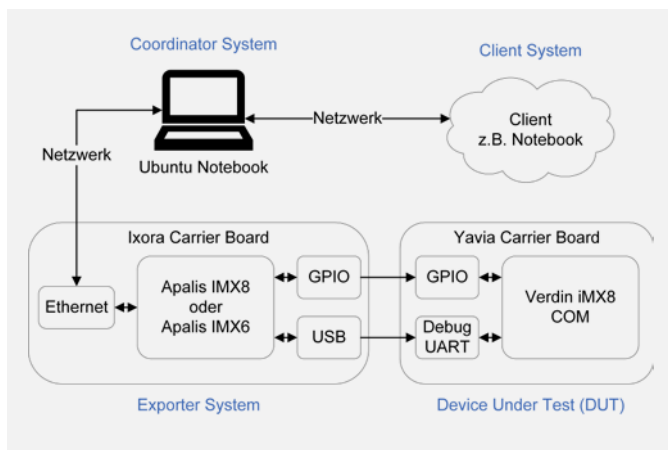 Coordinator System
Client System
Netzwerk
Client
z.B. Notebook
Netzwerk
Ubuntu Notebook
Ixora Carrier Board
Yavia Carrier Board
Ethernet
Apalis IMX8
oder
Apalis IMX6
GPIO
USB
GPIO
Debug
UART
Verdin iMX8
COM
Exporter System
Device Under Test (DUT)